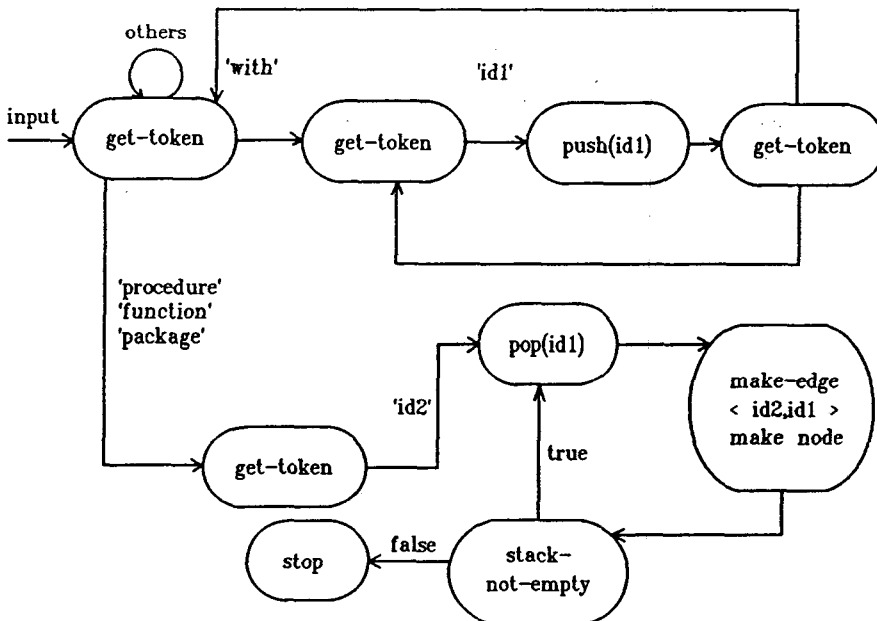 others
'with'
'id1'
input
get-token
get-token
push(id1)
get-token
'procedure'
'function'
'package'
pop(id1)
make-edge
< id2,id1 >
make node
'id2'
get-token
true
stop
false
stack-
not-empty